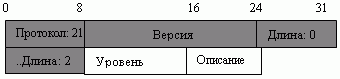 0 8 16 24 31
Протокол: 21 Версия Длина: 0
..Длина: 2 Уровень Описание